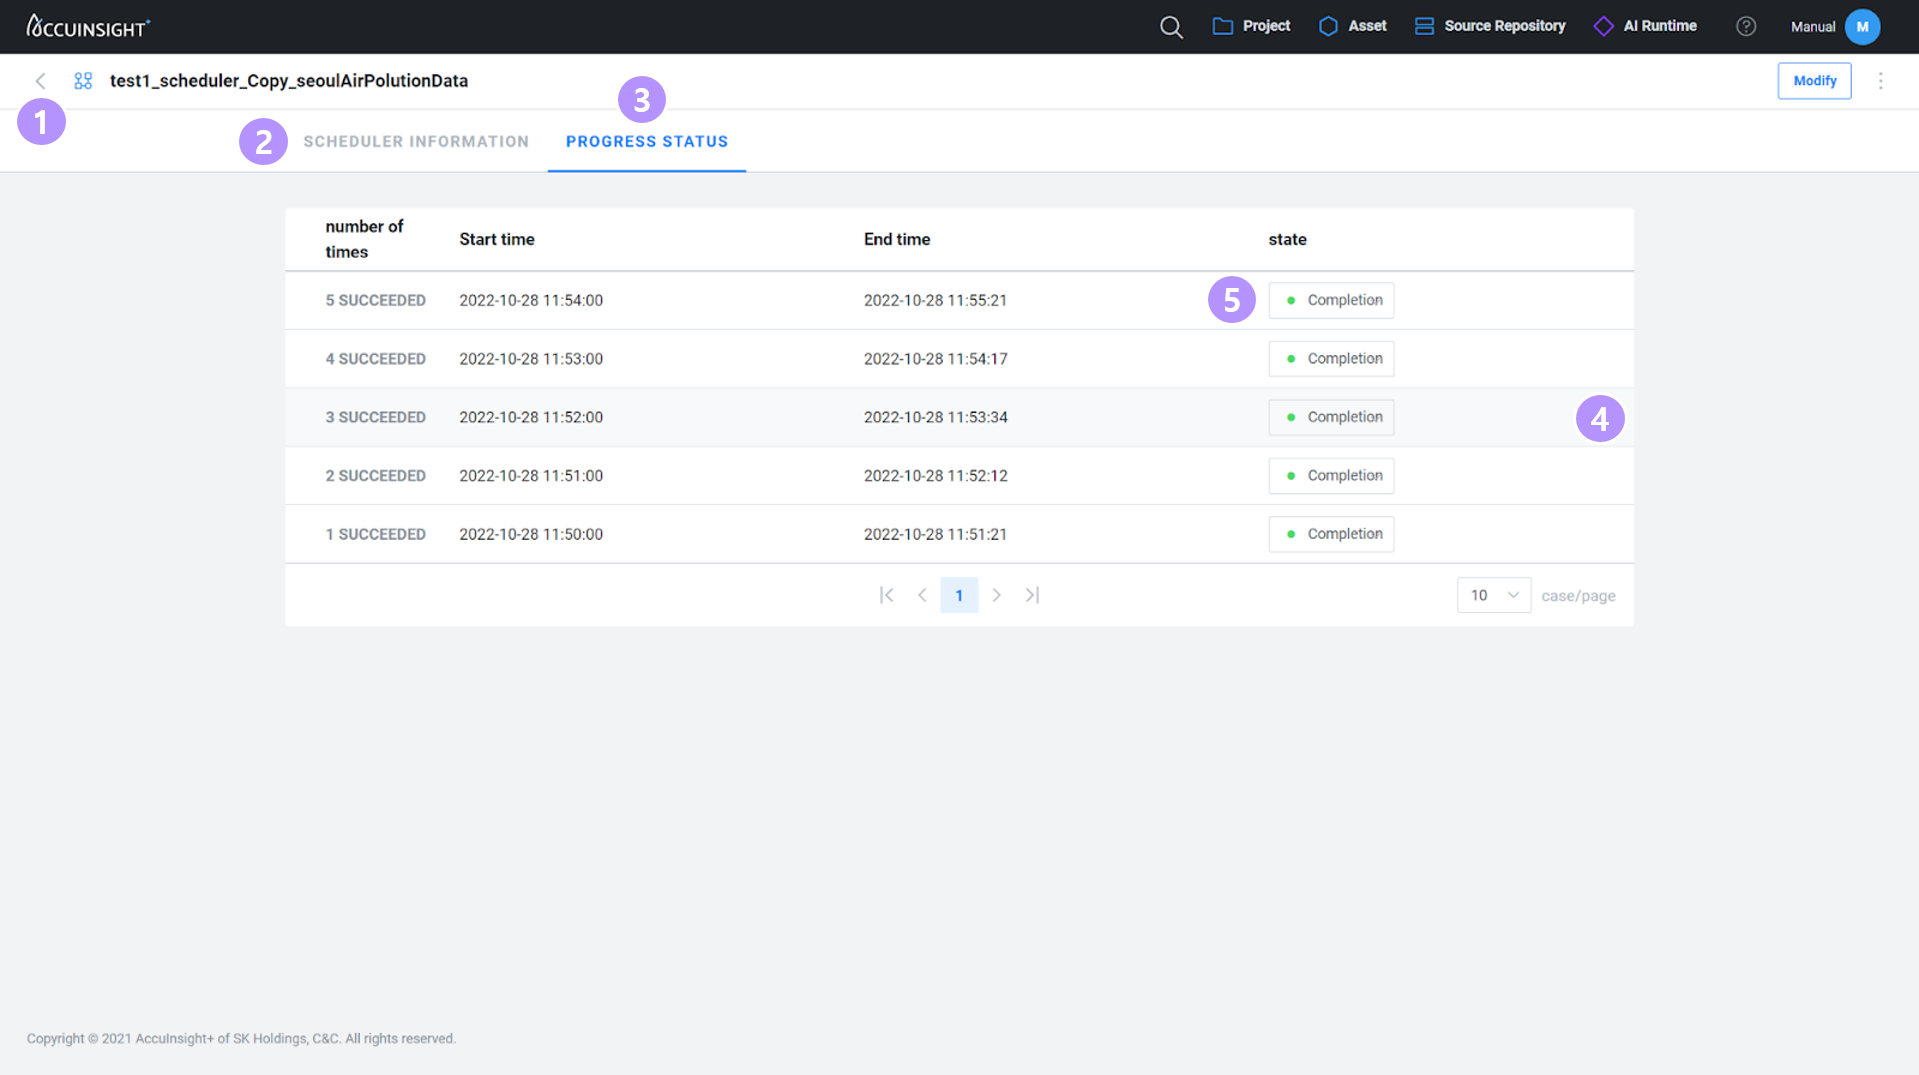 ACCUINSIGHT+
Project
Asset
Source Repository
AI Runtime
?
Manual
M
test1_scheduler_Copy_seoulAirPolutionData
Modify
1
2
SCHEDULER INFORMATION
3
PROGRESS STATUS
number of
times
Start time
End time
state
5 SUCCEEDED
2022-10-28 11:54:00
2022-10-28 11:55:21
5
Completion
4 SUCCEEDED
2022-10-28 11:53:00
2022-10-28 11:54:17
Completion
3 SUCCEEDED
2022-10-28 11:52:00
2022-10-28 11:53:34
Completion
4
2 SUCCEEDED
2022-10-28 11:51:00
2022-10-28 11:52:12
Completion
1 SUCCEEDED
2022-10-28 11:50:00
2022-10-28 11:51:21
Completion
1
10
case/page
Copyright © 2021 AccuInsight+ of SK Holdings, C&C. All rights reserved.